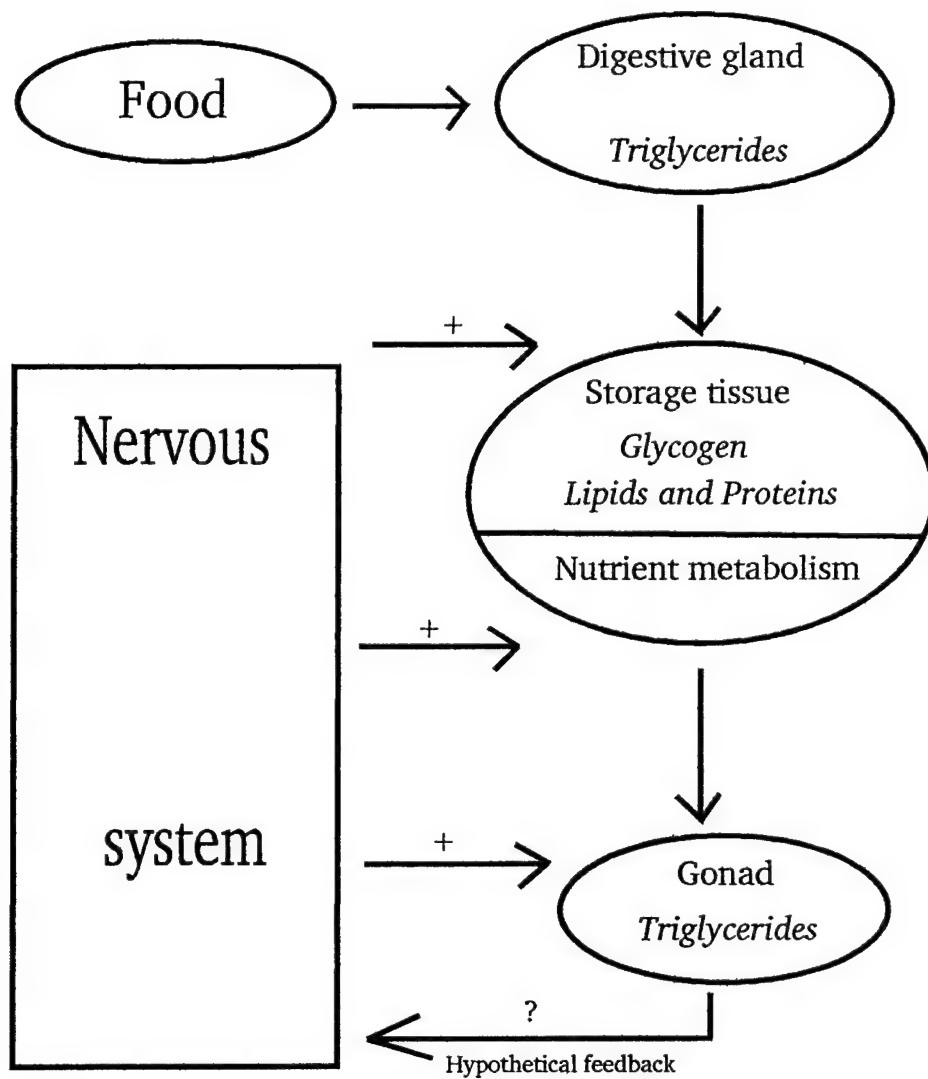 Food
Digestive gland
Triglycerides
+
Storage tissue
Glycogen
Lipids and Proteins
Nutrient metabolism
Nervous
system
+
+
Gonad
Triglycerides
?
Hypothetical feedback